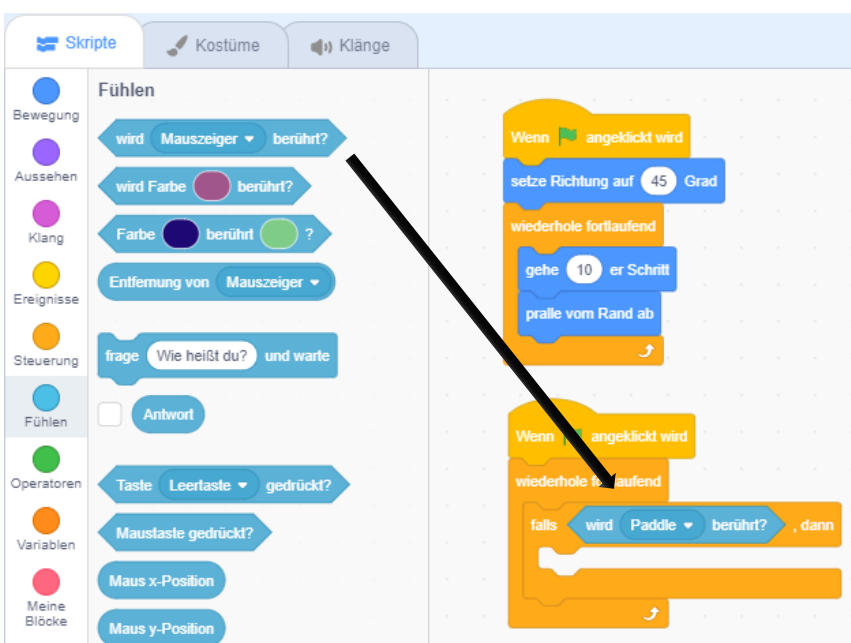 Skripte
Kostüme
Klänge
Bewegung
Aussehen
Klang
Ereignisse
Steuerung
Fühlen
Operatoren
Variablen
Meine
Blöcke
Fühlen
wird Mauszeiger berührt?
wird Farbe berührt?
Farbe berührt ?
Entfernung von Mauszeiger
frage Wie heißt du? und warte
Antwort
Taste Leertaste gedrückt?
Maustaste gedrückt?
Maus x-Position
Maus y-Position
Wenn angeklickt wird
setze Richtung auf 45 Grad
wiederhole fortlaufend
gehe 10 er Schritt
pralle vom Rand ab
Wenn angeklickt wird
wiederhole fortlaufend
falls wird Paddle berührt? , dann